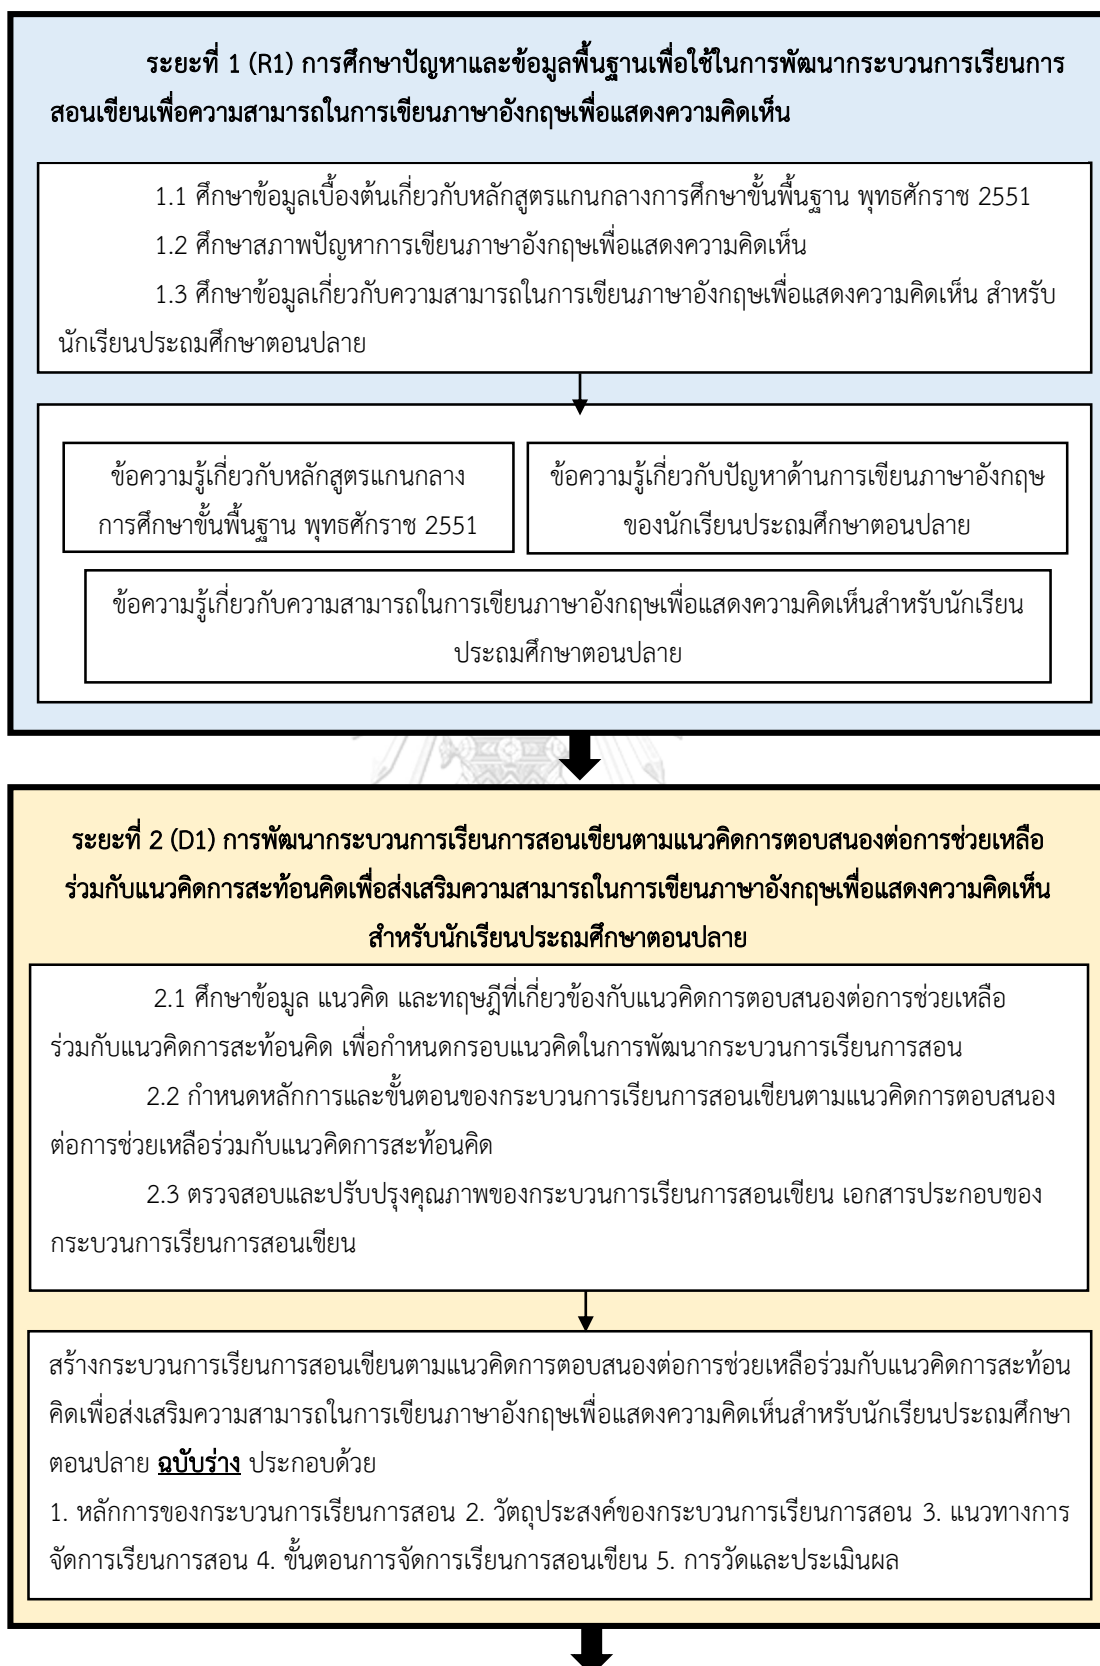 ระยะที่ 1 (R1) การศึกษาปัญหาและข้อมูลพื้นฐานเพื่อใช้ในการพัฒนากระบวนการเรียนการ
สอนเขียนเพื่อความสามารถในการเขียนภาษาอังกฤษเพื่อแสดงความคิดเห็น
1.1 ศึกษาข้อมูลเบื้องต้นเกี่ยวกับหลักสูตรแกนกลางการศึกษาขั้นพื้นฐาน พุทธศักราช 2551
1.2 ศึกษาสภาพปัญหาการเขียนภาษาอังกฤษเพื่อแสดงความคิดเห็น
1.3 ศึกษาข้อมูลเกี่ยวกับความสามารถในการเขียนภาษาอังกฤษเพื่อแสดงความคิดเห็น สำหรับ
นักเรียนประถมศึกษาตอนปลาย
ข้อความรู้เกี่ยวกับหลักสูตรแกนกลาง
การศึกษาขั้นพื้นฐาน พุทธศักราช 2551
ข้อความรู้เกี่ยวกับปัญหาด้านการเขียนภาษาอังกฤษ
ของนักเรียนประถมศึกษาตอนปลาย
ข้อความรู้เกี่ยวกับความสามารถในการเขียนภาษาอังกฤษเพื่อแสดงความคิดเห็นสำหรับนักเรียน
ประถมศึกษาตอนปลาย
ระยะที่ 2 (D1) การพัฒนากระบวนการเรียนการสอนเขียนตามแนวคิดการตอบสนองต่อการช่วยเหลือ
ร่วมกับแนวคิดการสะท้อนคิดเพื่อส่งเสริมความสามารถในการเขียนภาษาอังกฤษเพื่อแสดงความคิดเห็น
สำหรับนักเรียนประถมศึกษาตอนปลาย
2.1 ศึกษาข้อมูล แนวคิด และทฤษฎีที่เกี่ยวข้องกับแนวคิดการตอบสนองต่อการช่วยเหลือ
ร่วมกับแนวคิดการสะท้อนคิด เพื่อกำหนดกรอบแนวคิดในการพัฒนากระบวนการเรียนการสอน
2.2 กำหนดหลักการและขั้นตอนของกระบวนการเรียนการสอนเขียนตามแนวคิดการตอบสนอง
ต่อการช่วยเหลือร่วมกับแนวคิดการสะท้อนคิด
2.3 ตรวจสอบและปรับปรุงคุณภาพของกระบวนการเรียนการสอนเขียน เอกสารประกอบของ
กระบวนการเรียนการสอนเขียน
สร้างกระบวนการเรียนการสอนเขียนตามแนวคิดการตอบสนองต่อการช่วยเหลือร่วมกับแนวคิดการสะท้อน
คิดเพื่อส่งเสริมความสามารถในการเขียนภาษาอังกฤษเพื่อแสดงความคิดเห็นสำหรับนักเรียนประถมศึกษา
ตอนปลาย ฉบับร่าง ประกอบด้วย
1. หลักการของกระบวนการเรียนการสอน 2. วัตถุประสงค์ของกระบวนการเรียนการสอน 3. แนวทางการ
จัดการเรียนการสอน 4. ขั้นตอนการจัดการเรียนการสอนเขียน 5. การวัดและประเมินผล